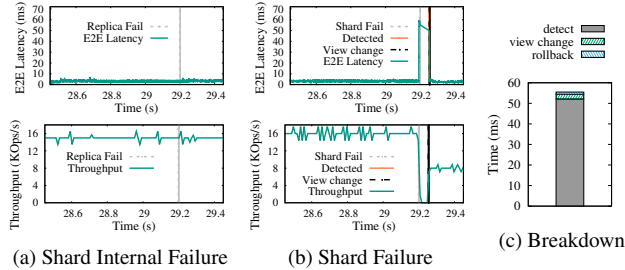 E2E Latency (ms)
70
60
50
40
30
20
10
0
Replica Fail
E2E Latency
28.6 28.8 29 29.2 29.4
Time (s)
Throughput (KOps/s)
16
12
8
4
0
Replica Fail
Throughput
28.6 28.8 29 29.2 29.4
Time (s)
(a) Shard Internal Failure
E2E Latency (ms)
70
60
50
40
30
20
10
0
Shard Fail
Detected
View change
E2E Latency
28.6 28.8 29 29.2 29.4
Time (s)
Throughput (KOps/s)
16
12
8
4
0
Shard Fail
Detected
View change
Throughput
28.6 28.8 29 29.2 29.4
Time (s)
(b) Shard Failure
detect
view change
rollback
Time (ms)
60
50
40
30
20
10
0
(c) Breakdown